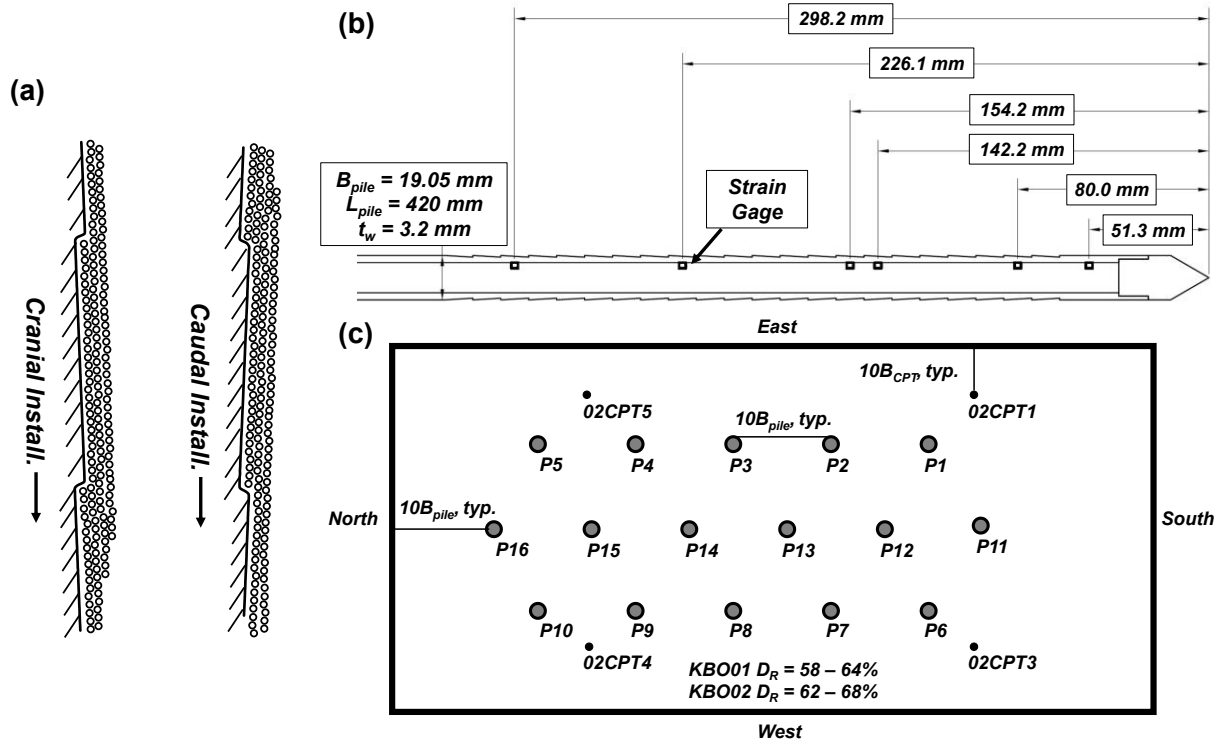 (a)
Cranial Install.
Caudal Install.
(b)
298.2 mm
226.1 mm
154.2 mm
142.2 mm
80.0 mm
51.3 mm
B_pile = 19.05 mm
L_pile = 420 mm
t_w = 3.2 mm
Strain
Gage
(c)
East
10B_CPT, typ.
02CPT5
02CPT1
10B_pile, typ.
P5
P4
P3
P2
P1
North
10B_pile, typ.
South
P16
P15
P14
P13
P12
P11
P10
P9
P8
P7
P6
02CPT4
02CPT3
KBO01 D_R = 58 – 64%
KBO02 D_R = 62 – 68%
West